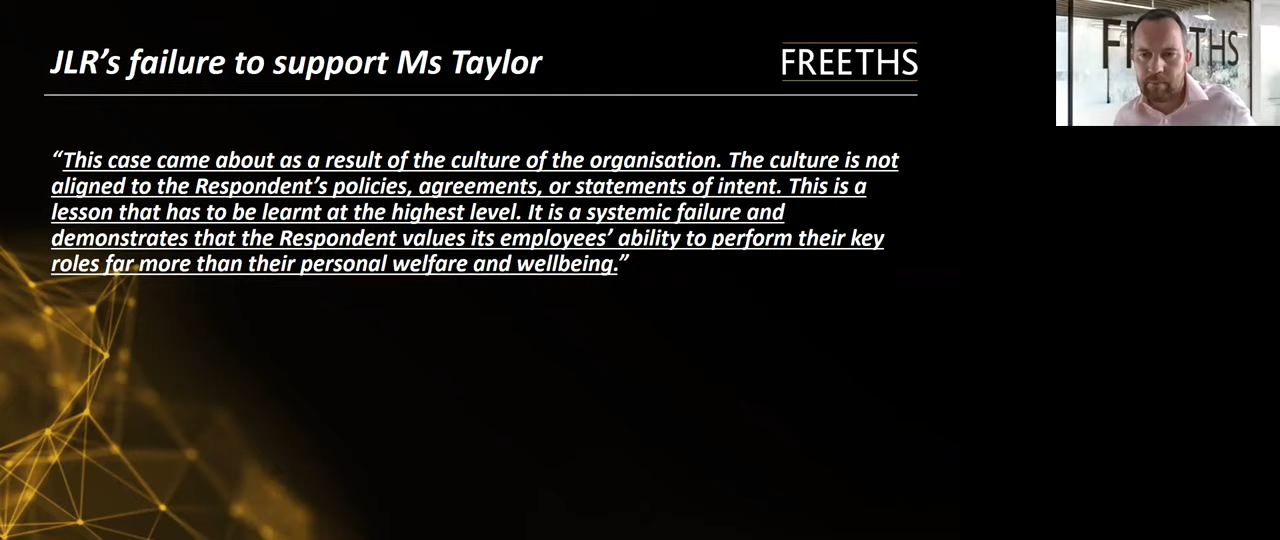 JLR’s failure to support Ms Taylor
FREETHS
FREETHS
“This case came about as a result of the culture of the organisation. The culture is not
aligned to the Respondent’s policies, agreements, or statements of intent. This is a
lesson that has to be learnt at the highest level. It is a systemic failure and
demonstrates that the Respondent values its employees’ ability to perform their key
roles far more than their personal welfare and wellbeing.”